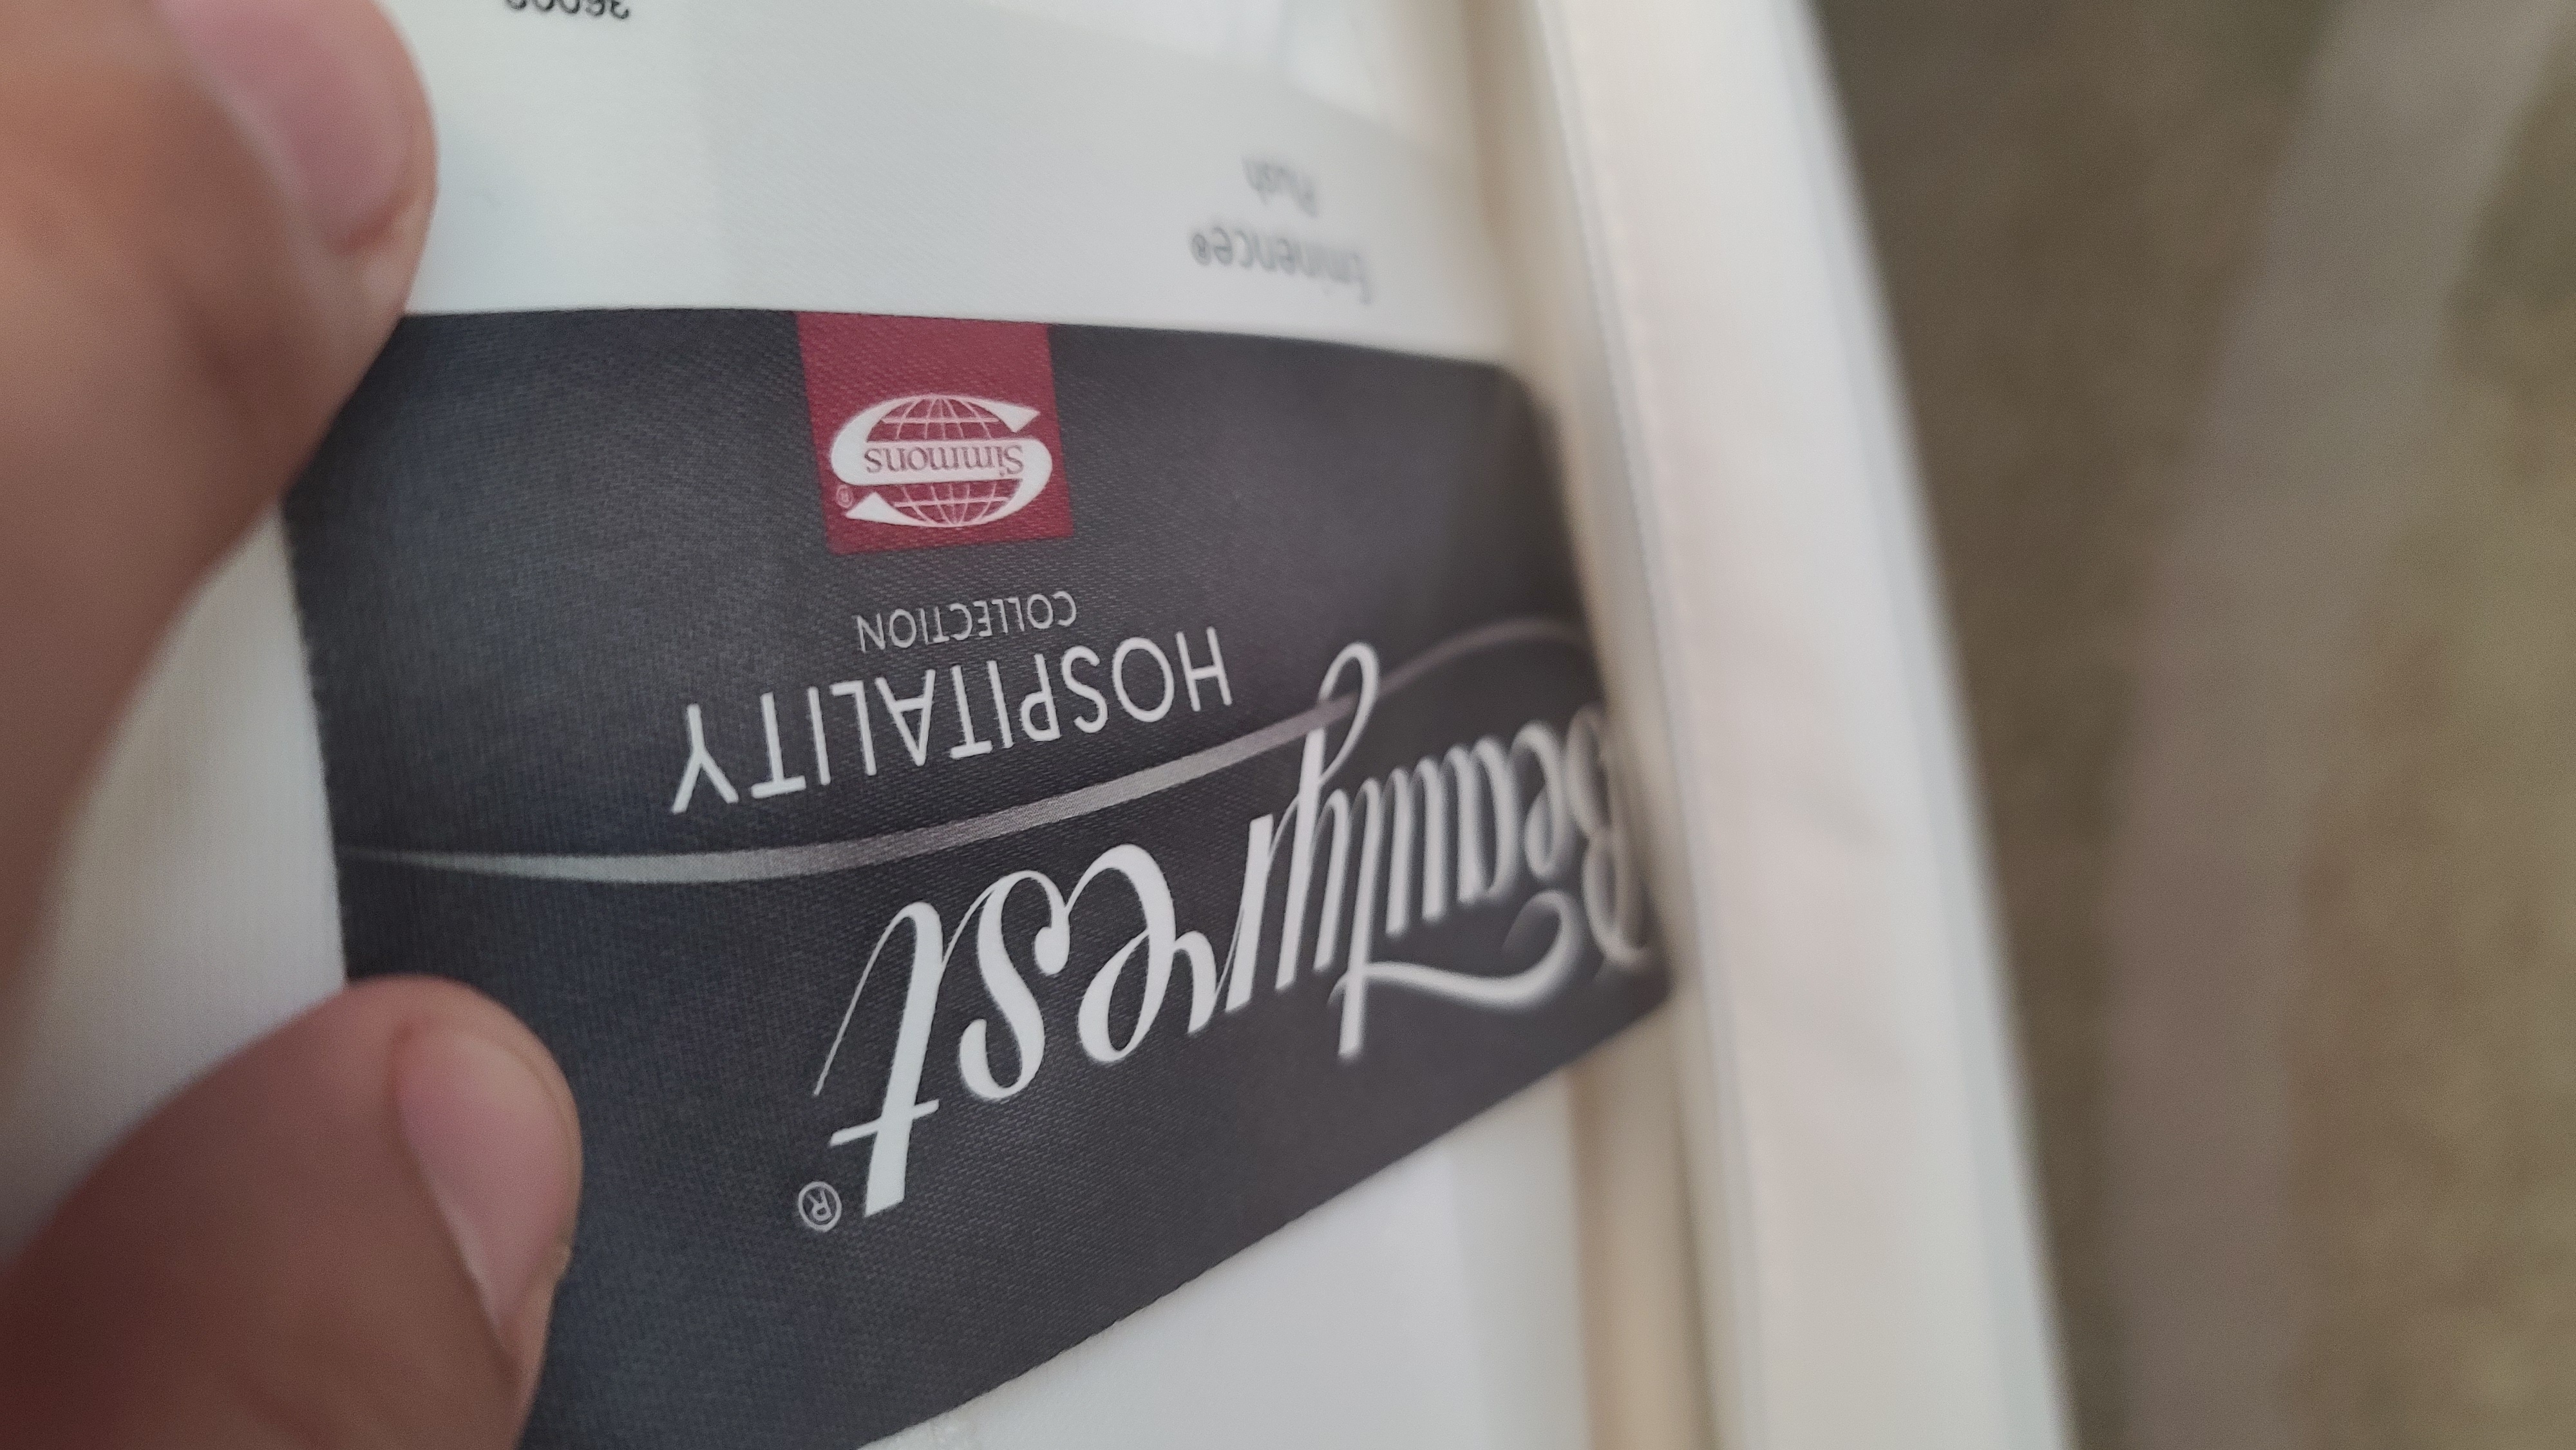 Beautyrest®
HOSPITALITY
COLLECTION
Simmons®
Eminence®
Plush